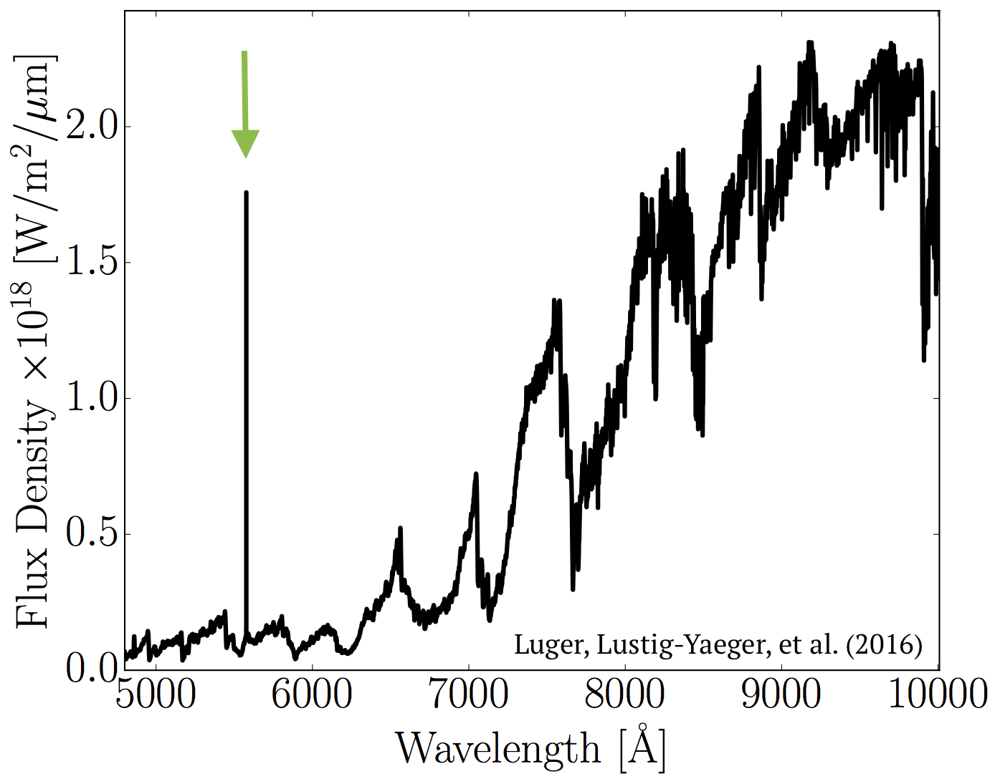 Flux Density ×10¹⁸ [W/m²/μm]
2.0
1.5
1.0
0.5
0.0
Luger, Lustig-Yaeger, et al. (2016)
5000 6000 7000 8000 9000 10000
Wavelength [Å]